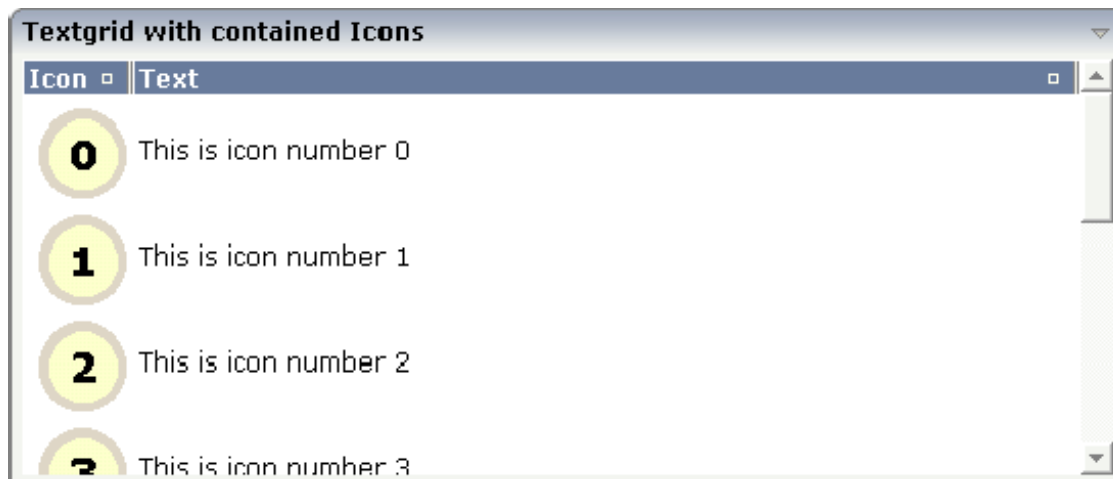 Textgrid with contained Icons
Icon Text
0 This is icon number 0
1 This is icon number 1
2 This is icon number 2
3 This is icon number 3